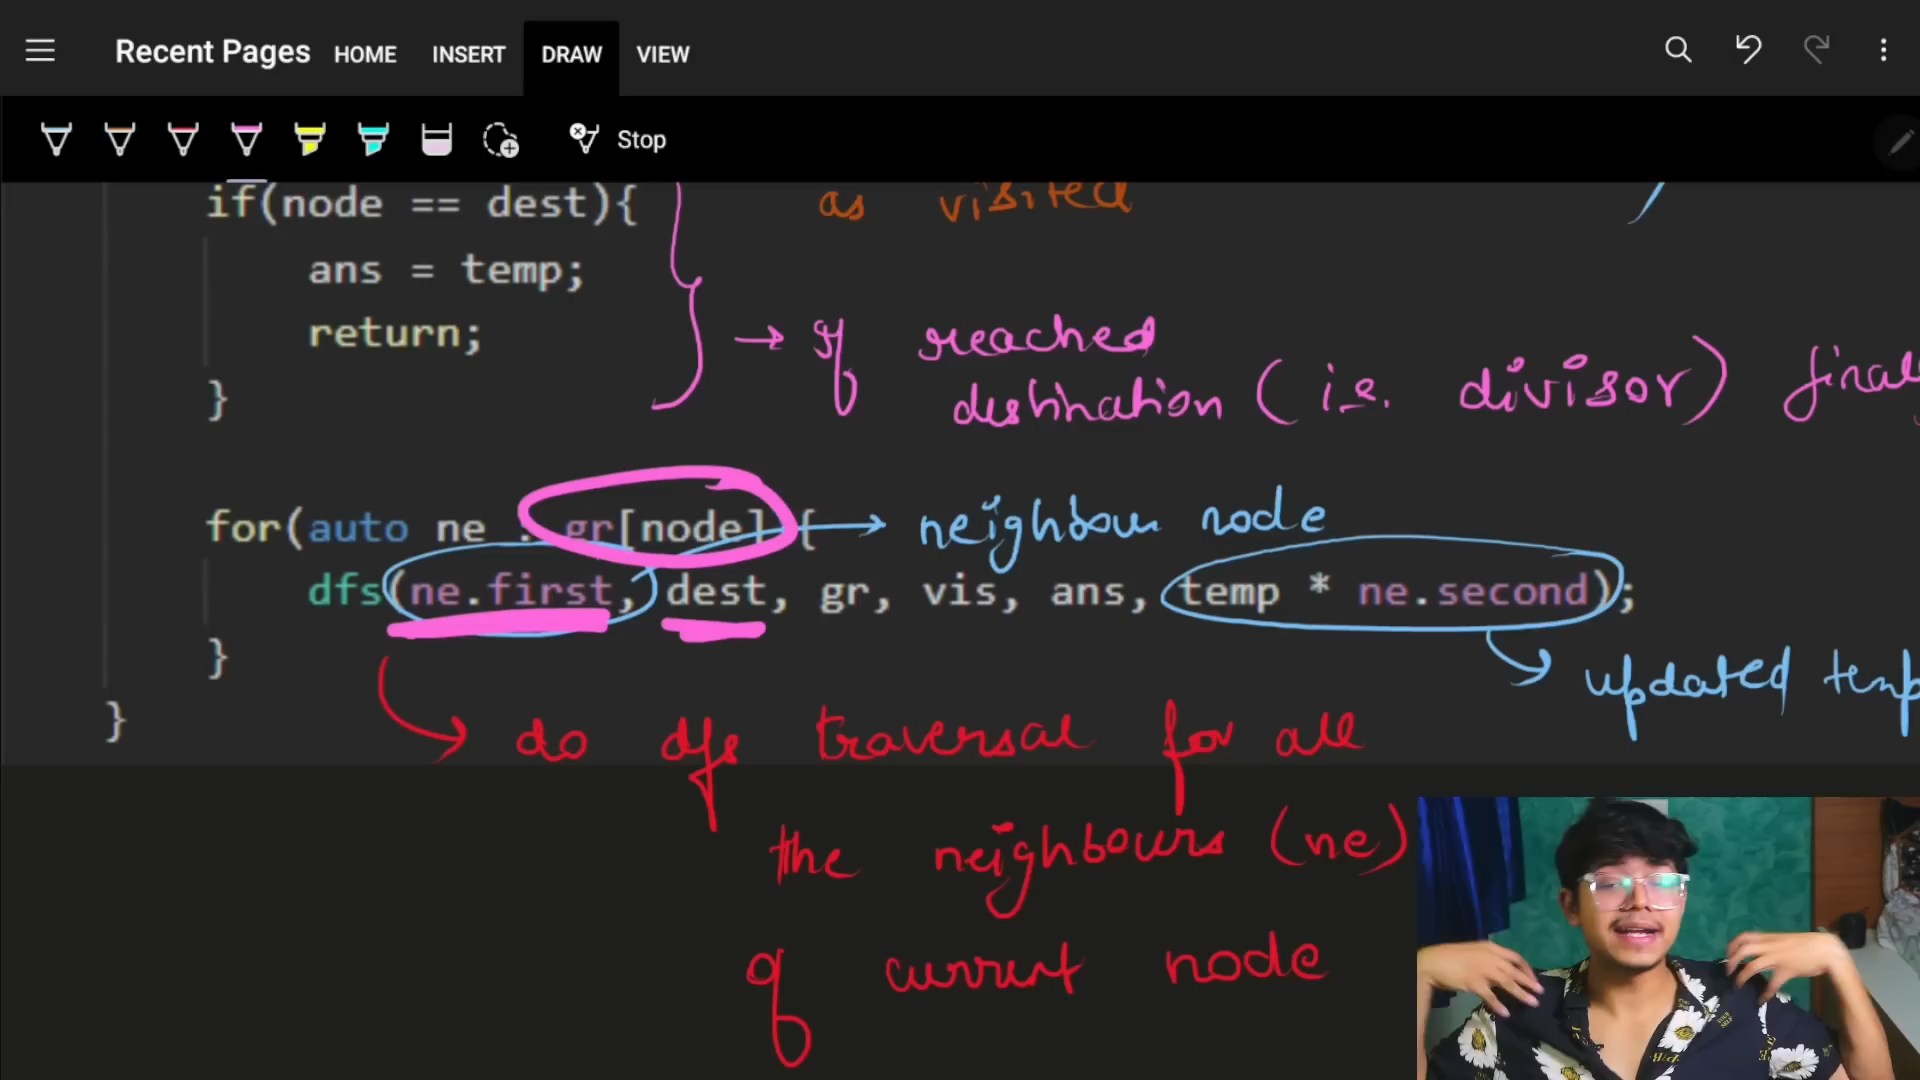 Recent Pages HOME INSERT DRAW VIEW
Stop
if(node == dest){
as visited
ans = temp;
return;
}
→ if reached
destination (i.e. divisor)
for(auto ne : gr[node]{
→ neighbour node
dfs(ne.first, dest, gr, vis, ans, temp * ne.second);
}
updated temp
}
do dfs traversal for all
the neighbours (ne)
of current node